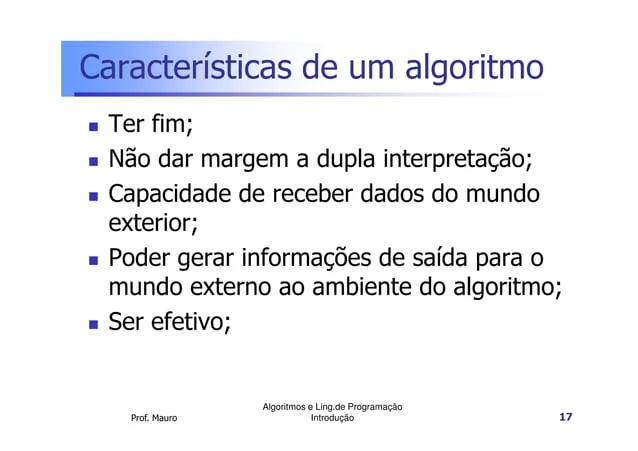 Características de um algoritmo
Ter fim;
Não dar margem a dupla interpretação;
Capacidade de receber dados do mundo
exterior;
Poder gerar informações de saída para o
mundo externo ao ambiente do algoritmo;
Ser efetivo;
Prof. Mauro
Algoritmos e Ling.de Programação
Introdução
17